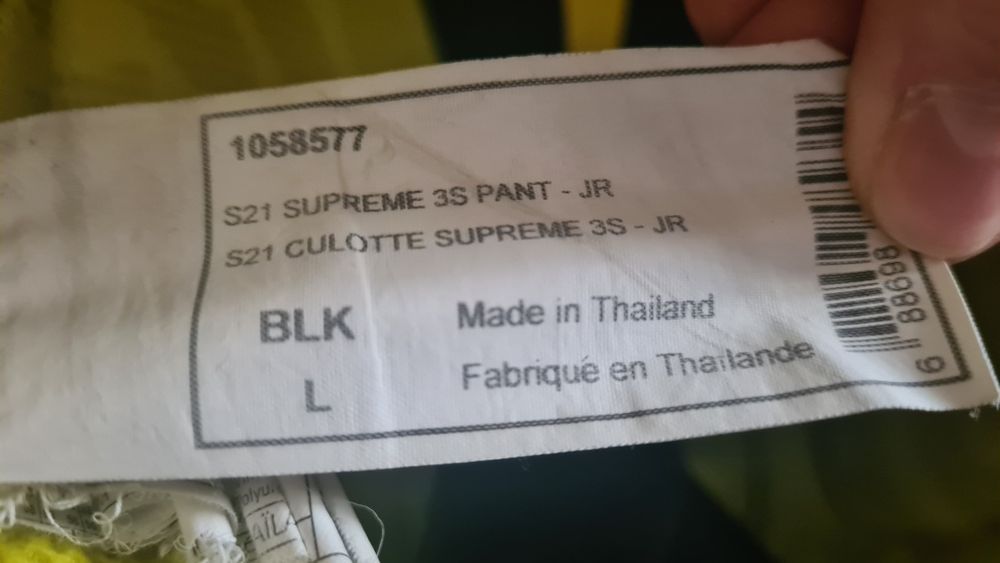 1058577
S21 SUPREME 3S PANT - JR
S21 CULOTTE SUPREME 3S - JR
BLK
Made in Thailand
L
Fabriqué en Thaïlande
88698
6